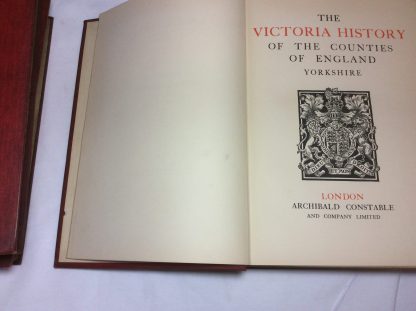 THE
VICTORIA HISTORY
OF THE COUNTIES
OF ENGLAND
YORKSHIRE
LONDON
ARCHIBALD CONSTABLE
AND COMPANY LIMITED